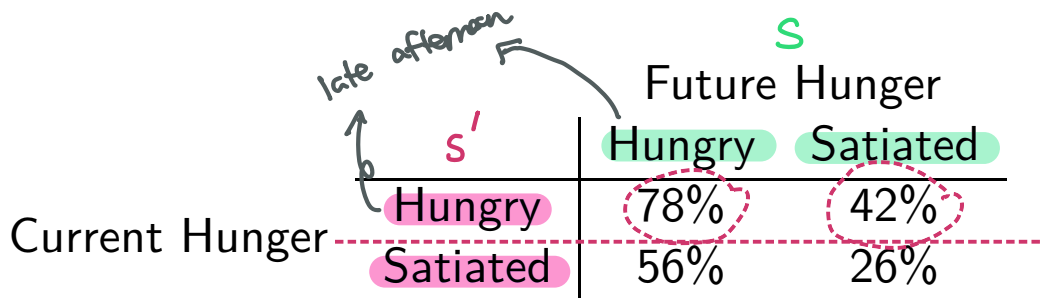 late afternoon
S
Future Hunger
s'
Hungry Satiated
Hungry 78% 42%
Current Hunger
Satiated 56% 26%